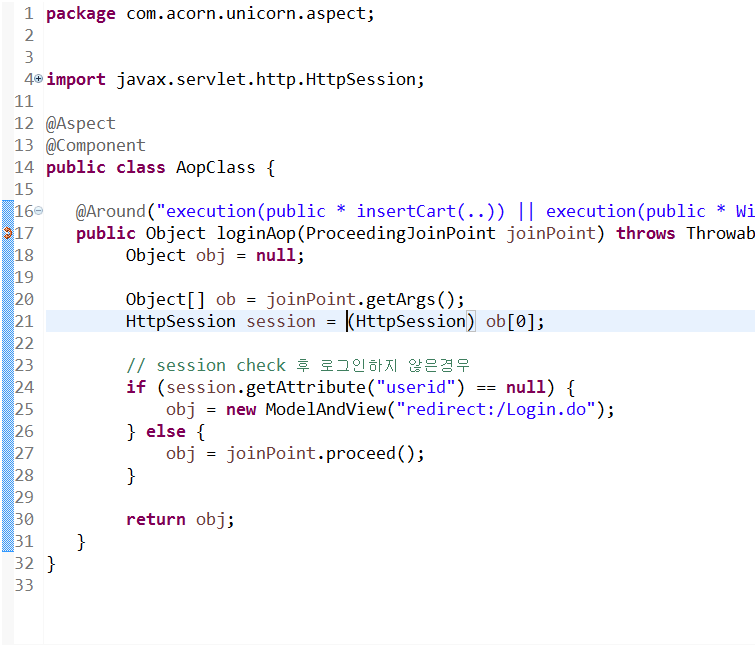 1 package com.acorn.unicorn.aspect;
2
3
4 import javax.servlet.http.HttpSession;
11
12 @Aspect
13 @Component
14 public class AopClass {
15
16 @Around("execution(public * insertCart(..)) || execution(public * Wi
17 public Object loginAop(ProceedingJoinPoint joinPoint) throws Throwab
18 Object obj = null;
19
20 Object[] ob = joinPoint.getArgs();
21 HttpSession session = (HttpSession) ob[0];
22
23 // session check 후 로그인하지 않은경우
24 if (session.getAttribute("userid") == null) {
25 obj = new ModelAndView("redirect:/Login.do");
26 } else {
27 obj = joinPoint.proceed();
28 }
29
30 return obj;
31 }
32 }
33